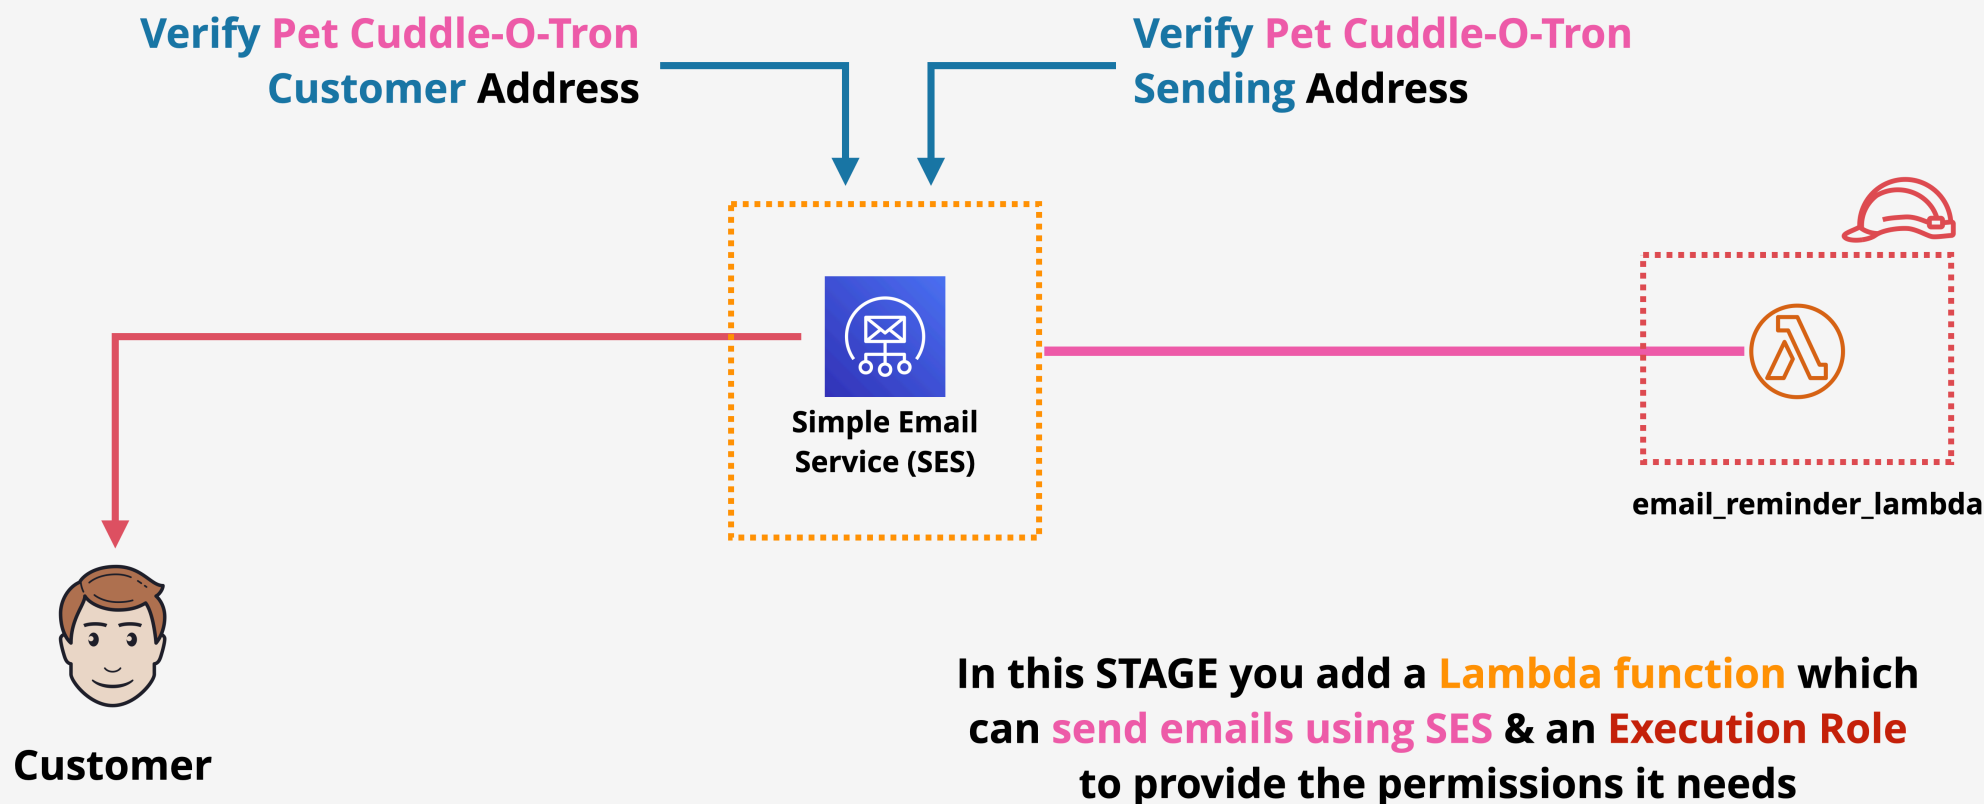 Verify Pet Cuddle-O-Tron
Customer Address
Verify Pet Cuddle-O-Tron
Sending Address
Simple Email
Service (SES)
email_reminder_lambda
Customer
In this STAGE you add a Lambda function which
can send emails using SES & an Execution Role
to provide the permissions it needs